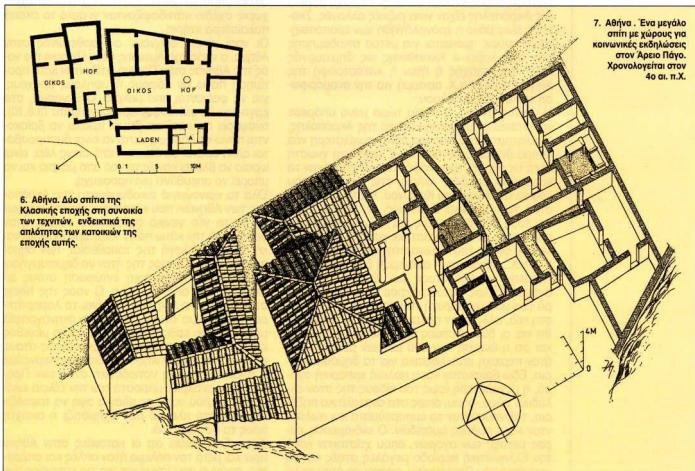 OIKOS
HOF
A
OIKOS
HOF
LADEN
A
0 1 5 10M
6. Αθήνα. Δύο σπίτια της
Κλασικής εποχής στη συνοικία
των τεχνιτών, ενδεικτικά της
απλότητας των κατοικιών της
εποχής αυτής.
7. Αθήνα . Ένα μεγάλο
σπίτι με χώρους για
κοινωνικές εκδηλώσεις
στον Άρειο Πάγο.
Χρονολογείται στον
4ο αι. π.Χ.
4M
0